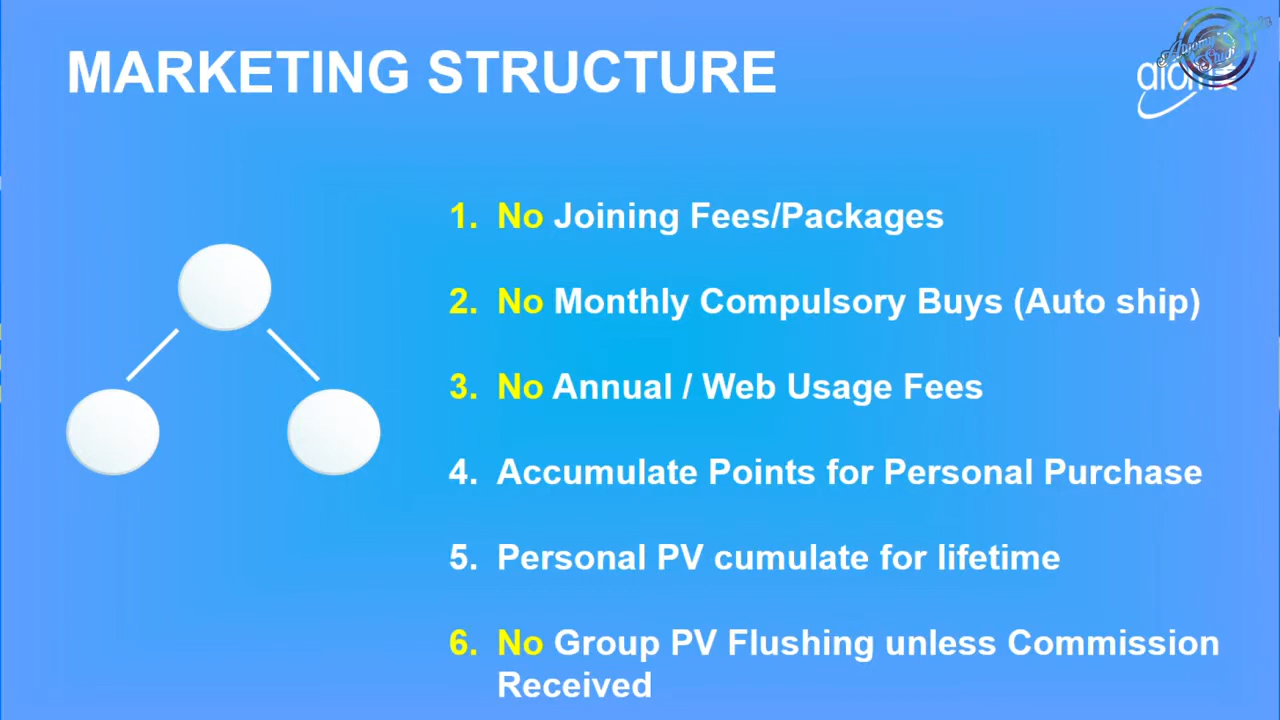 MARKETING STRUCTURE
1. No Joining Fees/Packages
2. No Monthly Compulsory Buys (Auto ship)
3. No Annual / Web Usage Fees
4. Accumulate Points for Personal Purchase
5. Personal PV cumulate for lifetime
6. No Group PV Flushing unless Commission
Received